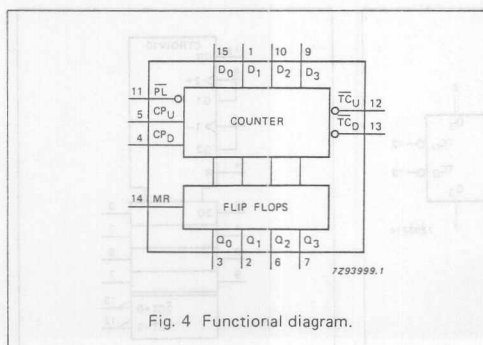 15 1 10 9
D0 D1 D2 D3
11 PL TCU 12
5 CPU COUNTER TCD 13
4 CPD
14 MR FLIP FLOPS
Q0 Q1 Q2 Q3
3 2 6 7
7Z93999.1
Fig. 4 Functional diagram.